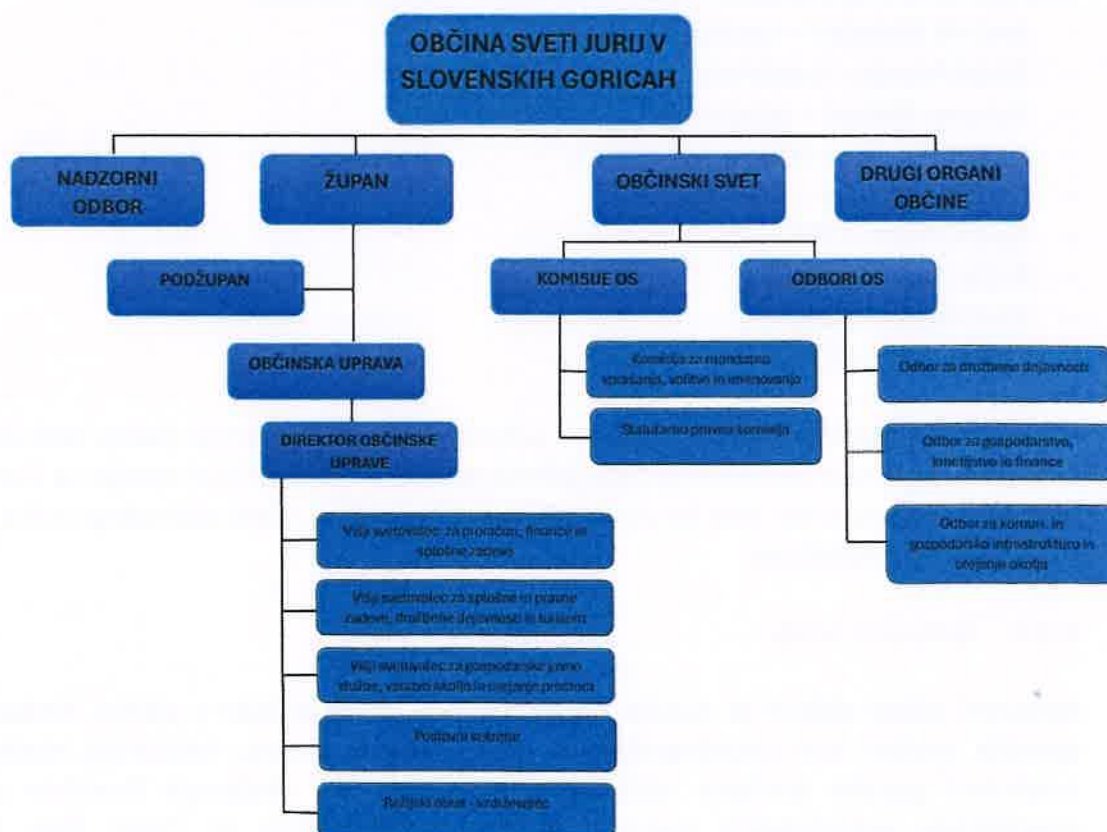 OBČINA SVETI JURIJ V
SLOVENSKIH GORICAH
NADZORNI
ODBOR
ŽUPAN
OBČINSKI SVET
DRUGI ORGANI
OBČINE
PODŽUPAN
KOMISIJE OS
ODBORI OS
OBČINSKA UPRAVA
Komisija za mandatna
vprašanja, volitve in imenovanja
Odbor za družbene dejavnosti
Statutarno pravna komisija
DIREKTOR OBČINSKE
UPRAVE
Odbor za gospodarstvo,
kmetijstvo in finance
Višji svetovalec za proračun, finance in
splošne zadeve
Odbor za komun. in
gospodarsko infrastrukturo in
urejanje okolja
Višji svetovalec za splošne in pravne
zadeve, družbene dejavnosti in turizem
Višji svetovalec za gospodarske javne
službe, varstvo okolja in urejanje prostora
Poslovni sekretar
Režijski obrat - vzdrževalec